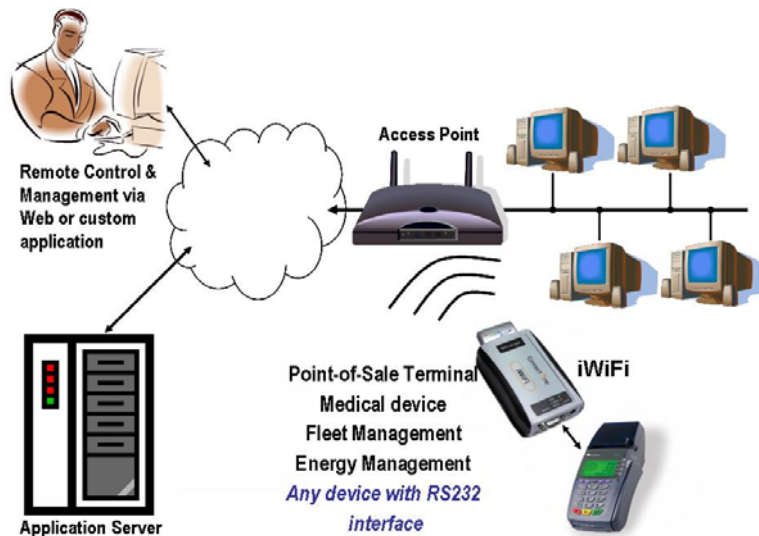 Access Point
Remote Control &
Management via
Web or custom
application
iWiFi
Point-of-Sale Terminal
Medical device
Fleet Management
Energy Management
Any device with RS232
interface
Application Server